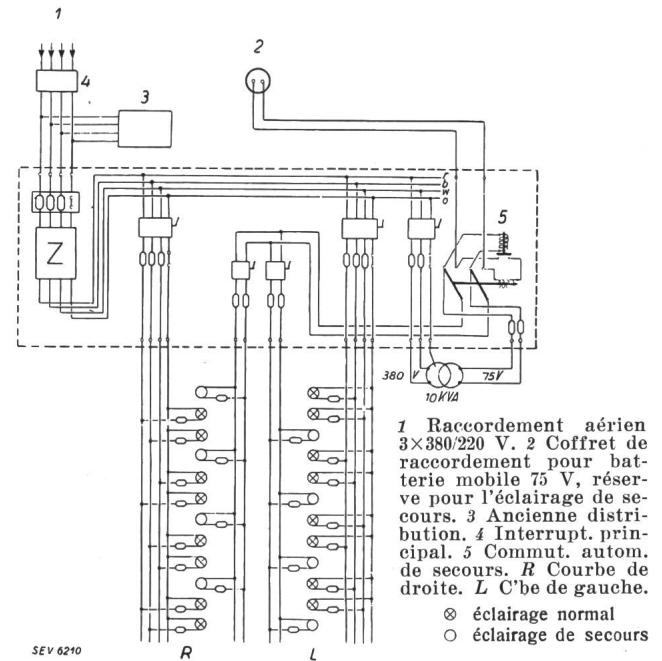 1
2
3
4
5
Z
r
b
w
o
380 V
75 V
10 KVA
1 Raccordement aérien
3×380/220 V. 2 Coffret de
raccordement pour bat-
terie mobile 75 V, réser-
ve pour l'éclairage de se-
cours. 3 Ancienne distri-
bution. 4 Interrupt. prin-
cipal. 5 Commut. autom.
de secours. R Courbe de
droite. L C'be de gauche.
⊗ éclairage normal
○ éclairage de secours
SEV 6210
R
L